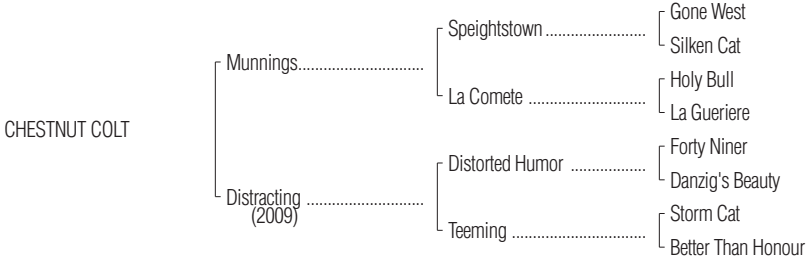 Gone West
Speightstown ........................
Silken Cat
Munnings..............................
Holy Bull
La Comete ............................
La Gueriere
CHESTNUT COLT
Forty Niner
Distorted Humor ..................
Danzig's Beauty
Distracting ............................
(2009)
Storm Cat
Teeming ................................
Better Than Honour